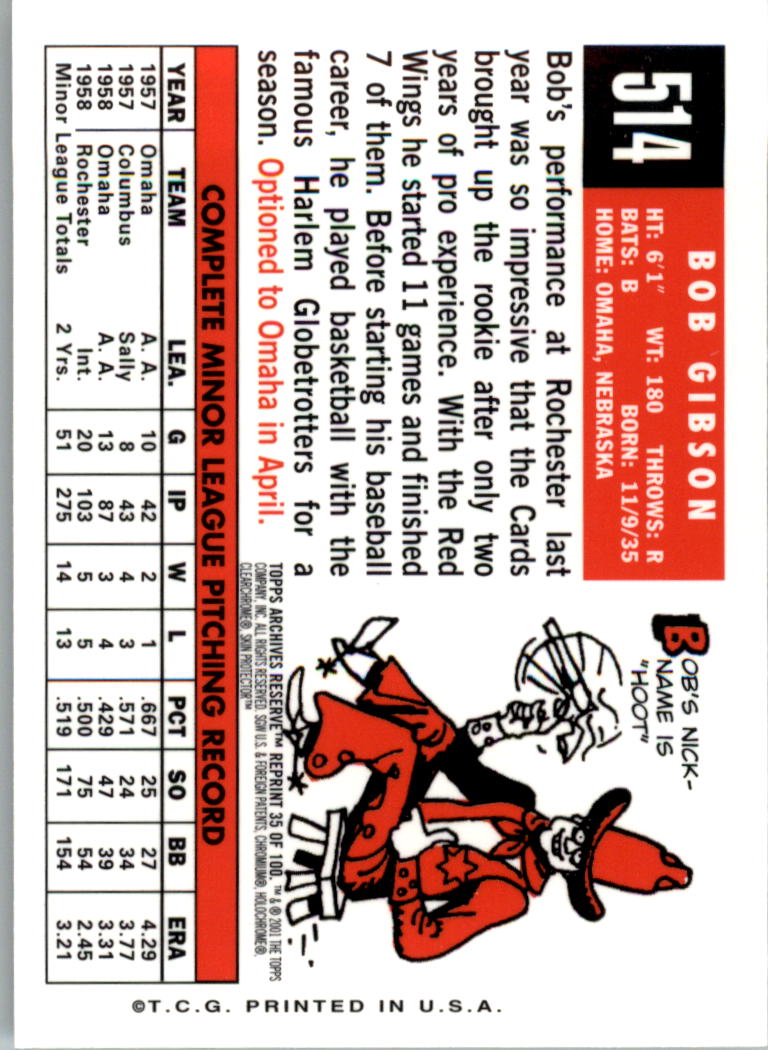 514
BOB GIBSON
HT: 6'1" WT: 180 THROWS: R
BATS: B BORN: 11/9/35
HOME: OMAHA, NEBRASKA
Bob's performance at Rochester last
year was so impressive that the Cards
brought up the rookie after only two
years of pro experience. With the Red
Wings he started 11 games and finished
7 of them. Before starting his baseball
career, he played basketball with the
famous Harlem Globetrotters for a
season. Optioned to Omaha in April.
BOB'S NICK-
NAME IS
"HOOT"
TOPPS ARCHIVES RESERVE™ REPRINT 35 OF 100. ™ & © 2001 THE TOPPS
COMPANY, INC. ALL RIGHTS RESERVED. SGW U.S. & FOREIGN PATENTS, CHROMIUM®, HOLOCHROME®,
CLEARCHROME®, SKIN PROTECTOR™
COMPLETE MINOR LEAGUE PITCHING RECORD
YEAR TEAM LEA. G IP W L PCT SO BB ERA
1957 Omaha A. A. 10 42 2 1 .667 25 27 4.29
1957 Columbus Sally 8 43 4 3 .571 24 34 3.77
1958 Omaha A. A. 13 87 3 4 .429 47 39 3.31
1958 Rochester Int. 20 103 5 5 .500 75 54 2.45
Minor League Totals 2 Yrs. 51 275 14 13 .519 171 154 3.21
©T.C.G. PRINTED IN U.S.A.